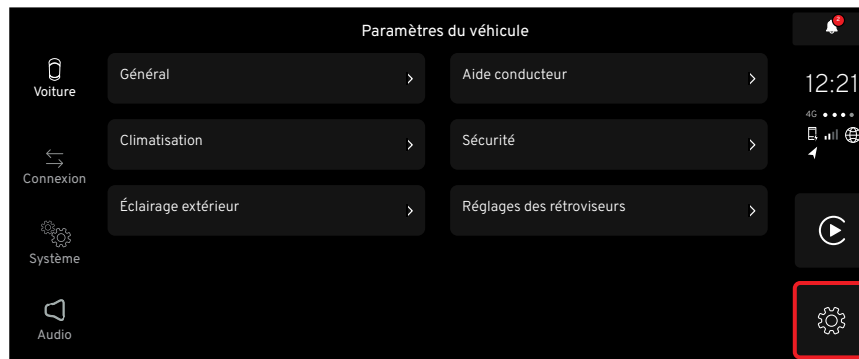 Paramètres du véhicule
2
Voiture
Général
Aide conducteur
12:21
4G
Climatisation
Sécurité
Connexion
Éclairage extérieur
Réglages des rétroviseurs
Système
Audio